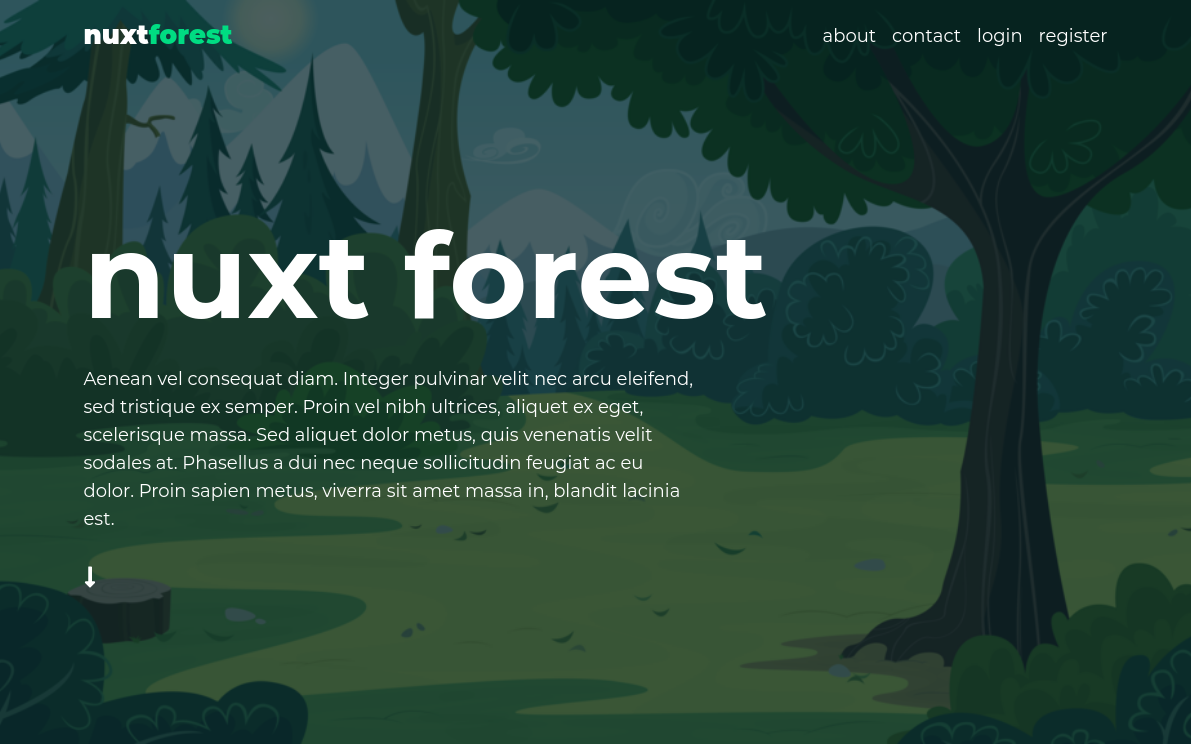 nuxtforest
about contact login register
nuxt forest
Aenean vel consequat diam. Integer pulvinar velit nec arcu eleifend,
sed tristique ex semper. Proin vel nibh ultrices, aliquet ex eget,
scelerisque massa. Sed aliquet dolor metus, quis venenatis velit
sodales at. Phasellus a dui nec neque sollicitudin feugiat ac eu
dolor. Proin sapien metus, viverra sit amet massa in, blandit lacinia
est.